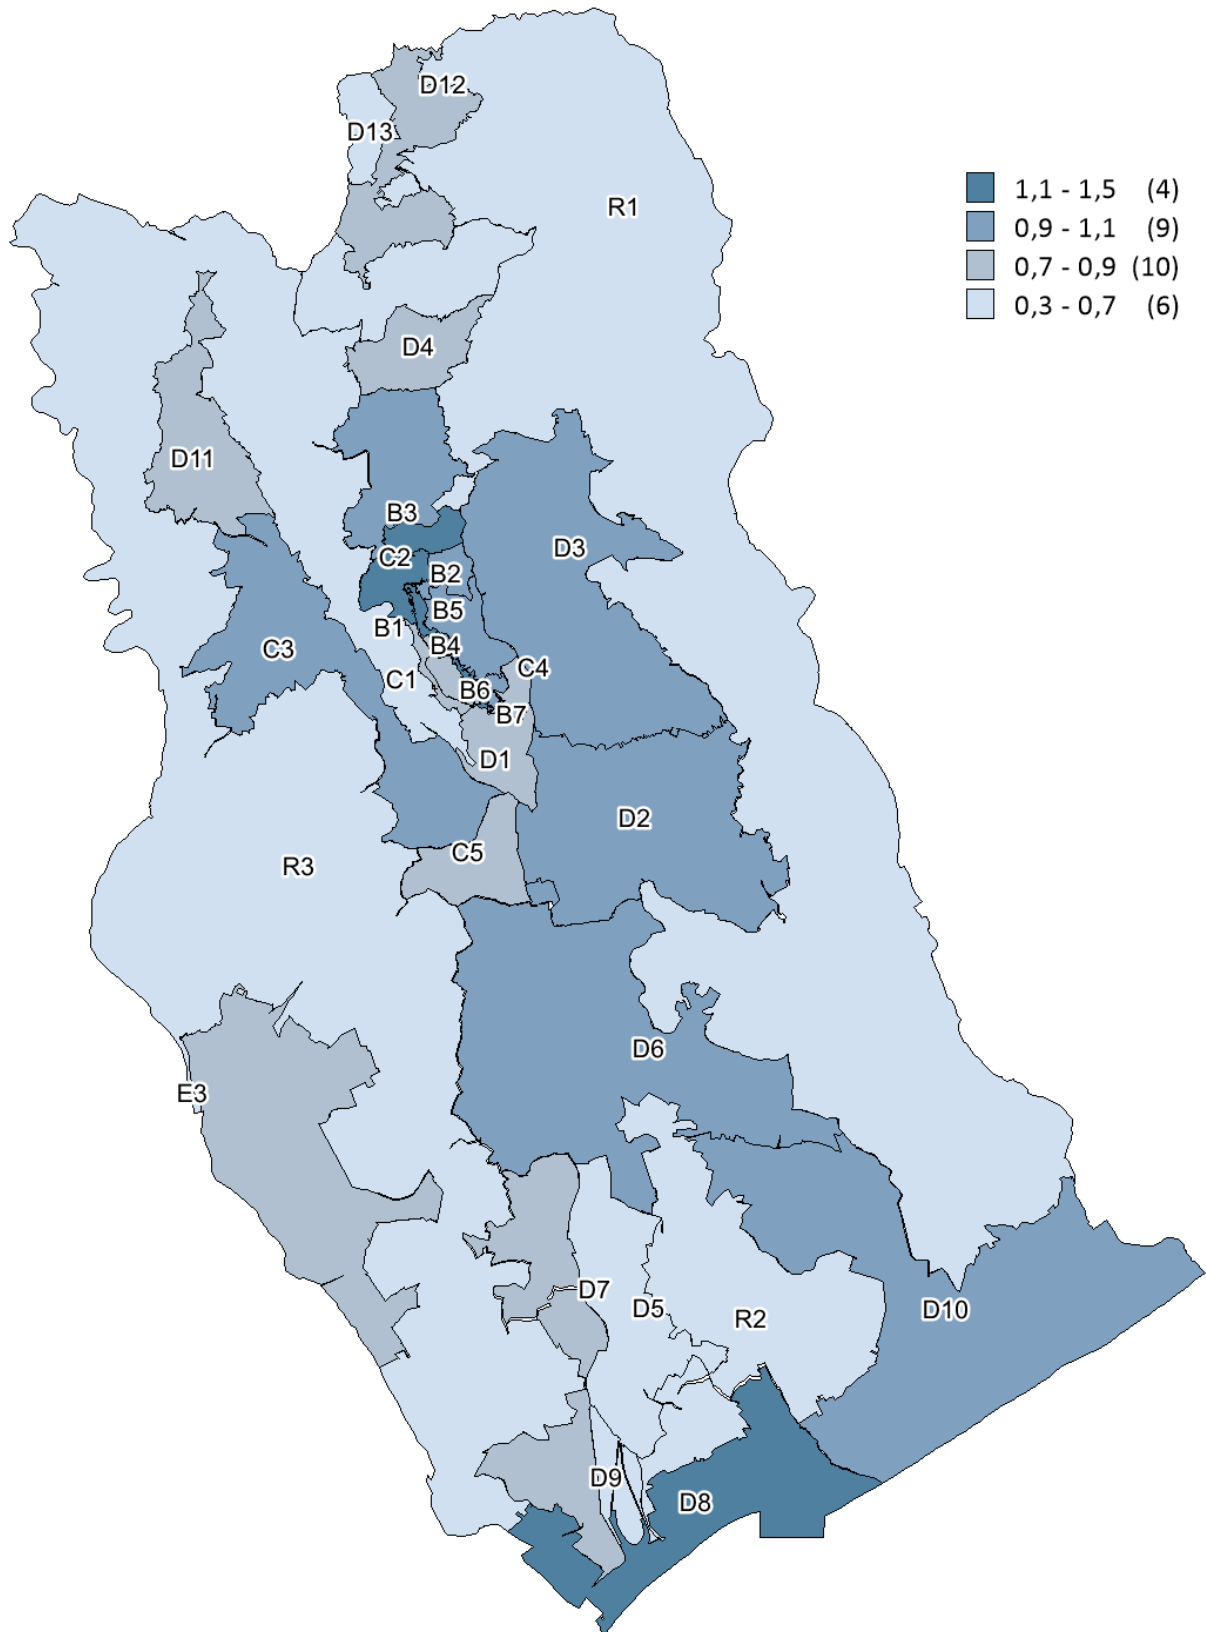 D12
D13
1,1 - 1,5 (4)
R1
0,9 - 1,1 (9)
0,7 - 0,9 (10)
0,3 - 0,7 (6)
D4
D11
B3
D3
C2
B2
B5
B1
B4
C3
C4
C1
B6
B7
D1
D2
C5
R3
D6
E3
D7
D5
D10
R2
D9
D8